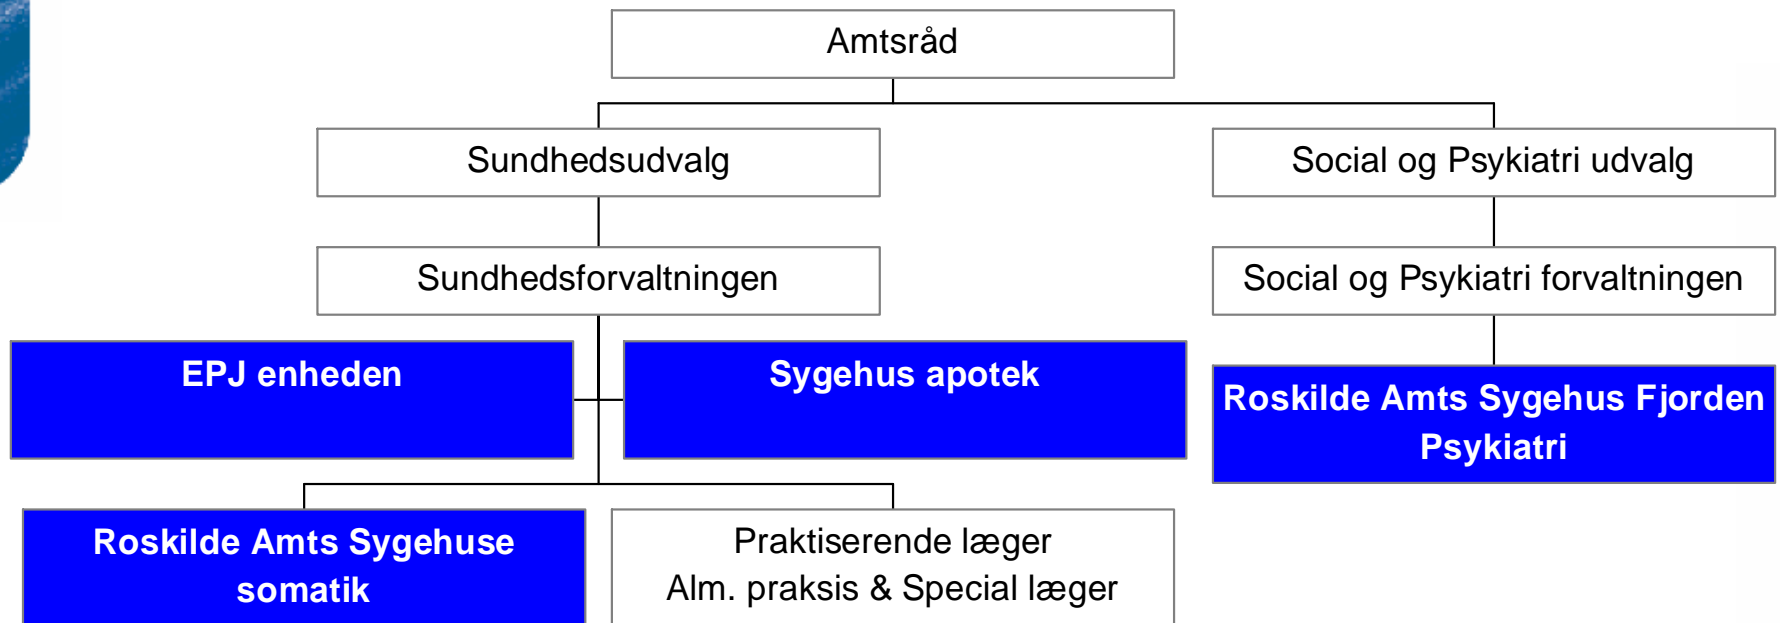 Amtsråd
Sundhedsudvalg
Social og Psykiatri udvalg
Sundhedsforvaltningen
Social og Psykiatri forvaltningen
EPJ enheden
Sygehus apotek
Roskilde Amts Sygehus Fjorden
Psykiatri
Roskilde Amts Sygehuse
somatik
Praktiserende læger
Alm. praksis & Special læger